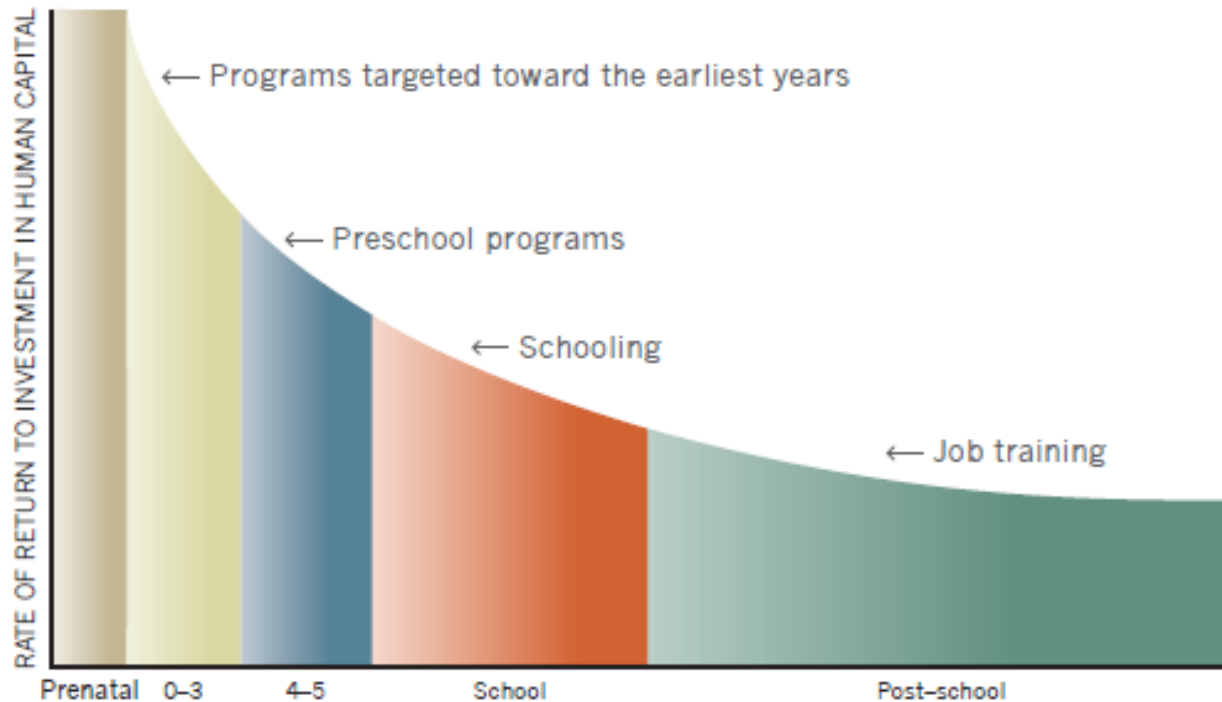 RATE OF RETURN TO INVESTMENT IN HUMAN CAPITAL
← Programs targeted toward the earliest years
← Preschool programs
← Schooling
← Job training
Prenatal 0–3 4–5 School Post–school